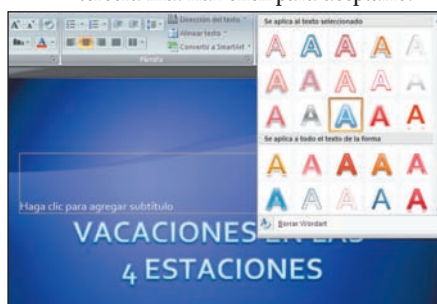 Dirección del texto
Alinear texto
Convertir a SmartArt
Párrafo
Se aplica al texto seleccionado
Se aplica a todo el texto de la forma
Borrar WordArt
Haga clic para agregar subtítulo
VACACIONES EN LAS
4 ESTACIONES